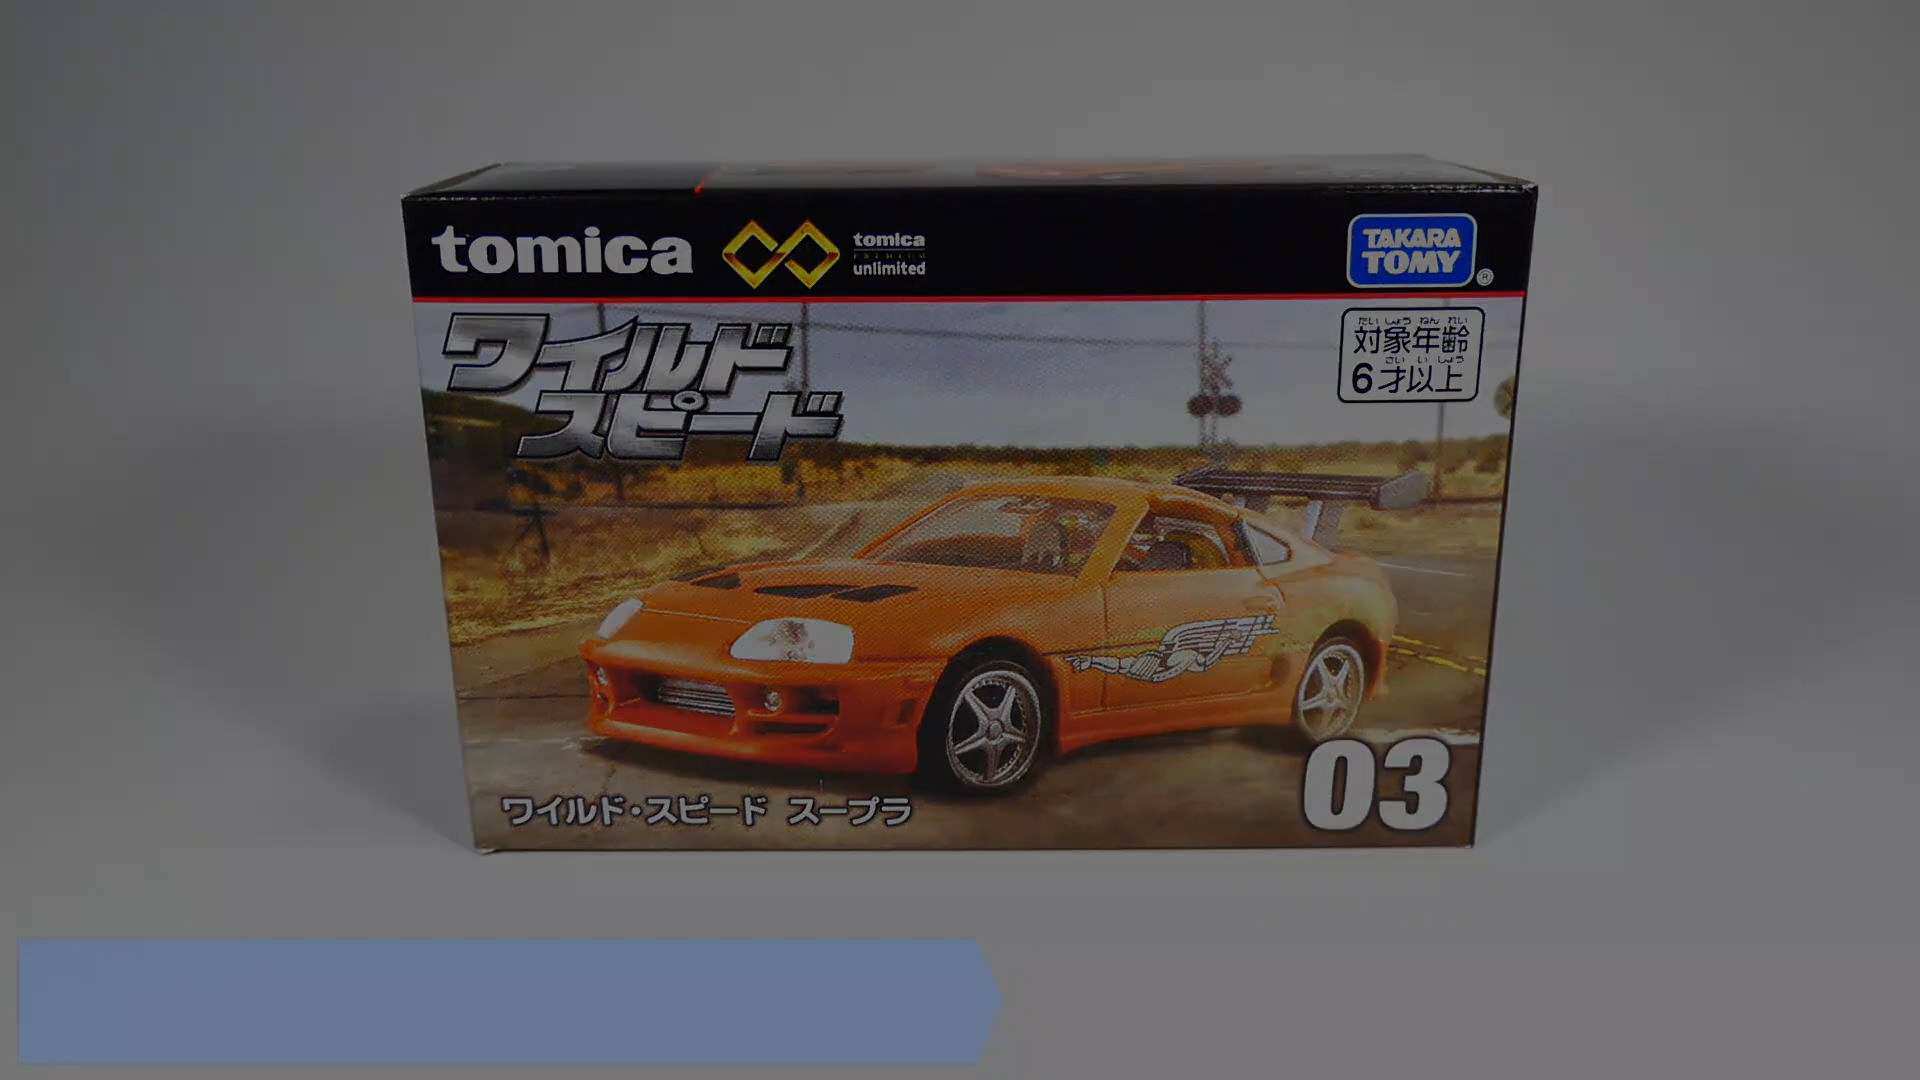 tomica
tomica
PREMIUM
unlimited
TAKARA
TOMY
®
ワイルド
スピード
たいしょうねんれい
対象年齢
さいいじょう
6才以上
ワイルド・スピード スープラ
03